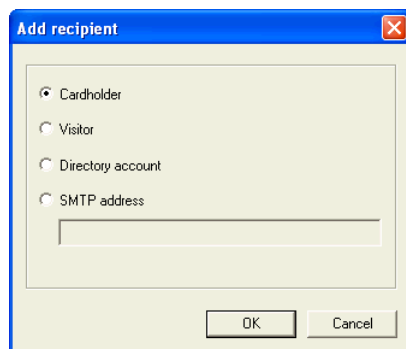 Add recipient
Cardholder
Visitor
Directory account
SMTP address
OK Cancel